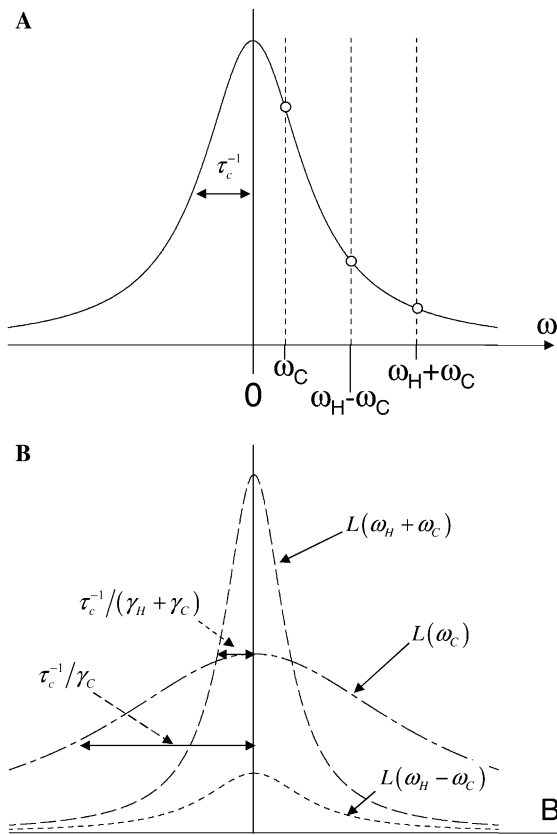 A
τc⁻¹
ω
ωC
ωH+ωC
0
ωH-ωC
B
L(ωH + ωC)
τc⁻¹/(γH + γC)
L(ωC)
τc⁻¹/γC
L(ωH − ωC)
B